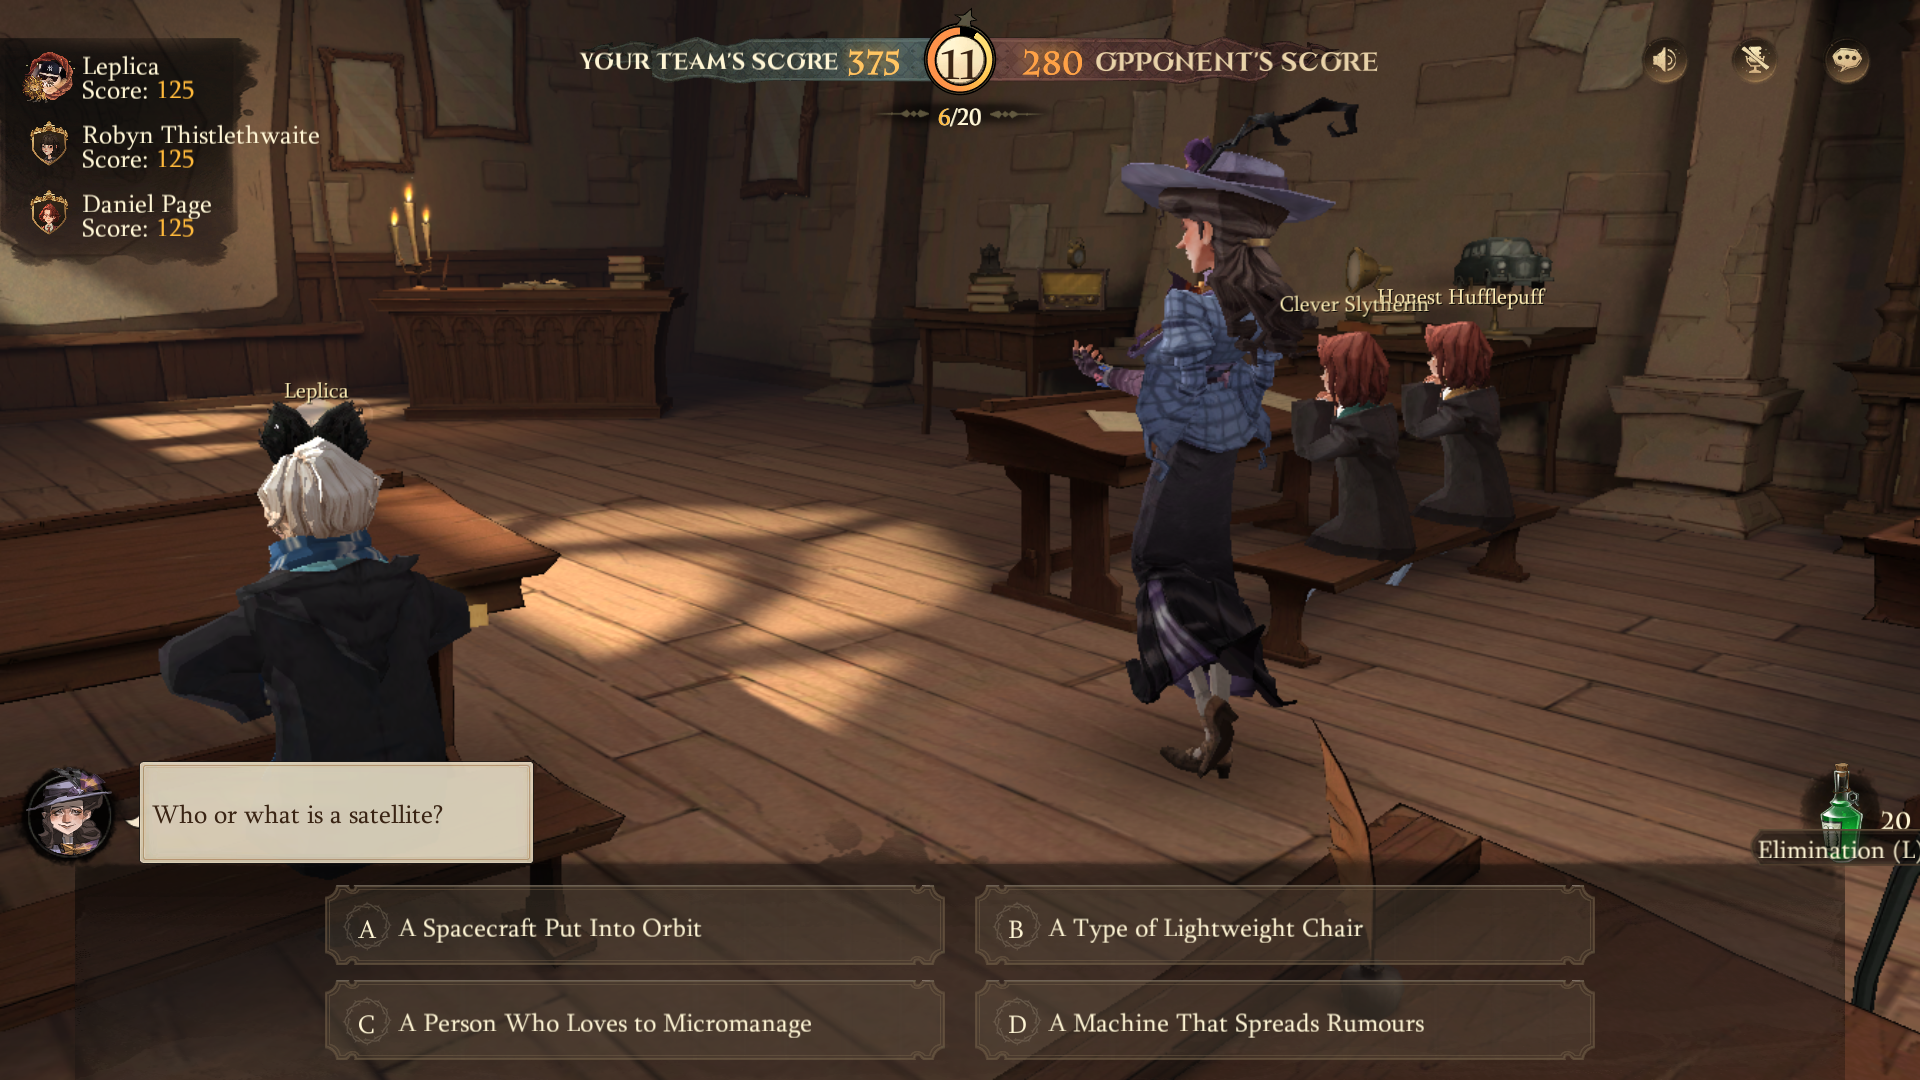 Leplica
Score: 125
Robyn Thistlethwaite
Score: 125
Daniel Page
Score: 125
YOUR TEAM'S SCORE 375
11
280 OPPONENT'S SCORE
6/20
Clever Slytherin
Honest Hufflepuff
Leplica
Who or what is a satellite?
20
Elimination (L)
A A Spacecraft Put Into Orbit
B A Type of Lightweight Chair
C A Person Who Loves to Micromanage
D A Machine That Spreads Rumours